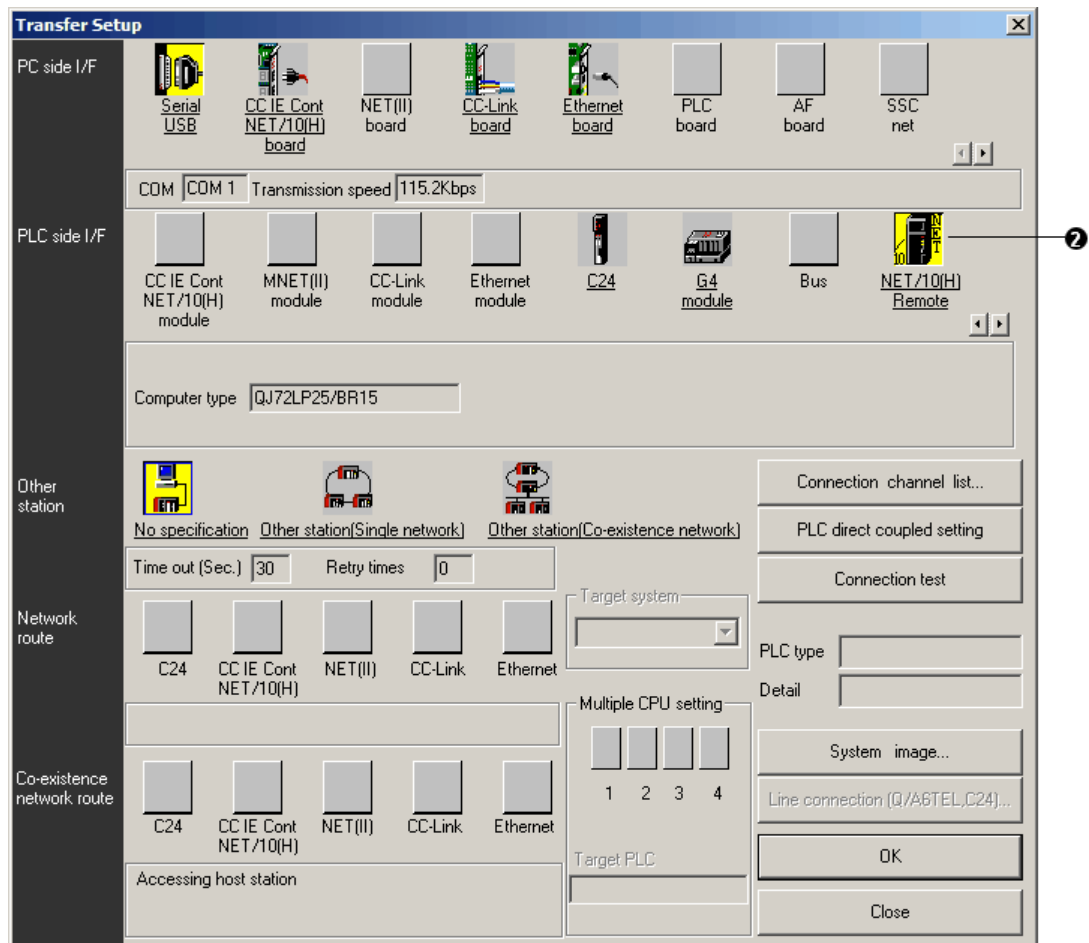 Transfer Setup
PC side I/F
Serial
USB
CC IE Cont
NET/10(H)
board
NET(II)
board
CC-Link
board
Ethernet
board
PLC
board
AF
board
SSC
net
COM COM 1 Transmission speed 115.2Kbps
PLC side I/F
CC IE Cont
NET/10(H)
module
MNET(II)
module
CC-Link
module
Ethernet
module
C24
G4
module
Bus
NET
10
NET/10(H)
Remote
❷
Computer type QJ72LP25/BR15
Other
station
No specification
Other station(Single network)
Other station(Co-existence network)
Time out (Sec.) 30 Retry times 0
Connection channel list...
PLC direct coupled setting
Connection test
Network
route
C24
CC IE Cont
NET/10(H)
NET(II)
CC-Link
Ethernet
Target system
PLC type
Detail
Multiple CPU setting
1 2 3 4
Target PLC
System image...
Line connection (Q/A6TEL,C24)...
OK
Close
Co-existence
network route
C24
CC IE Cont
NET/10(H)
NET(II)
CC-Link
Ethernet
Accessing host station